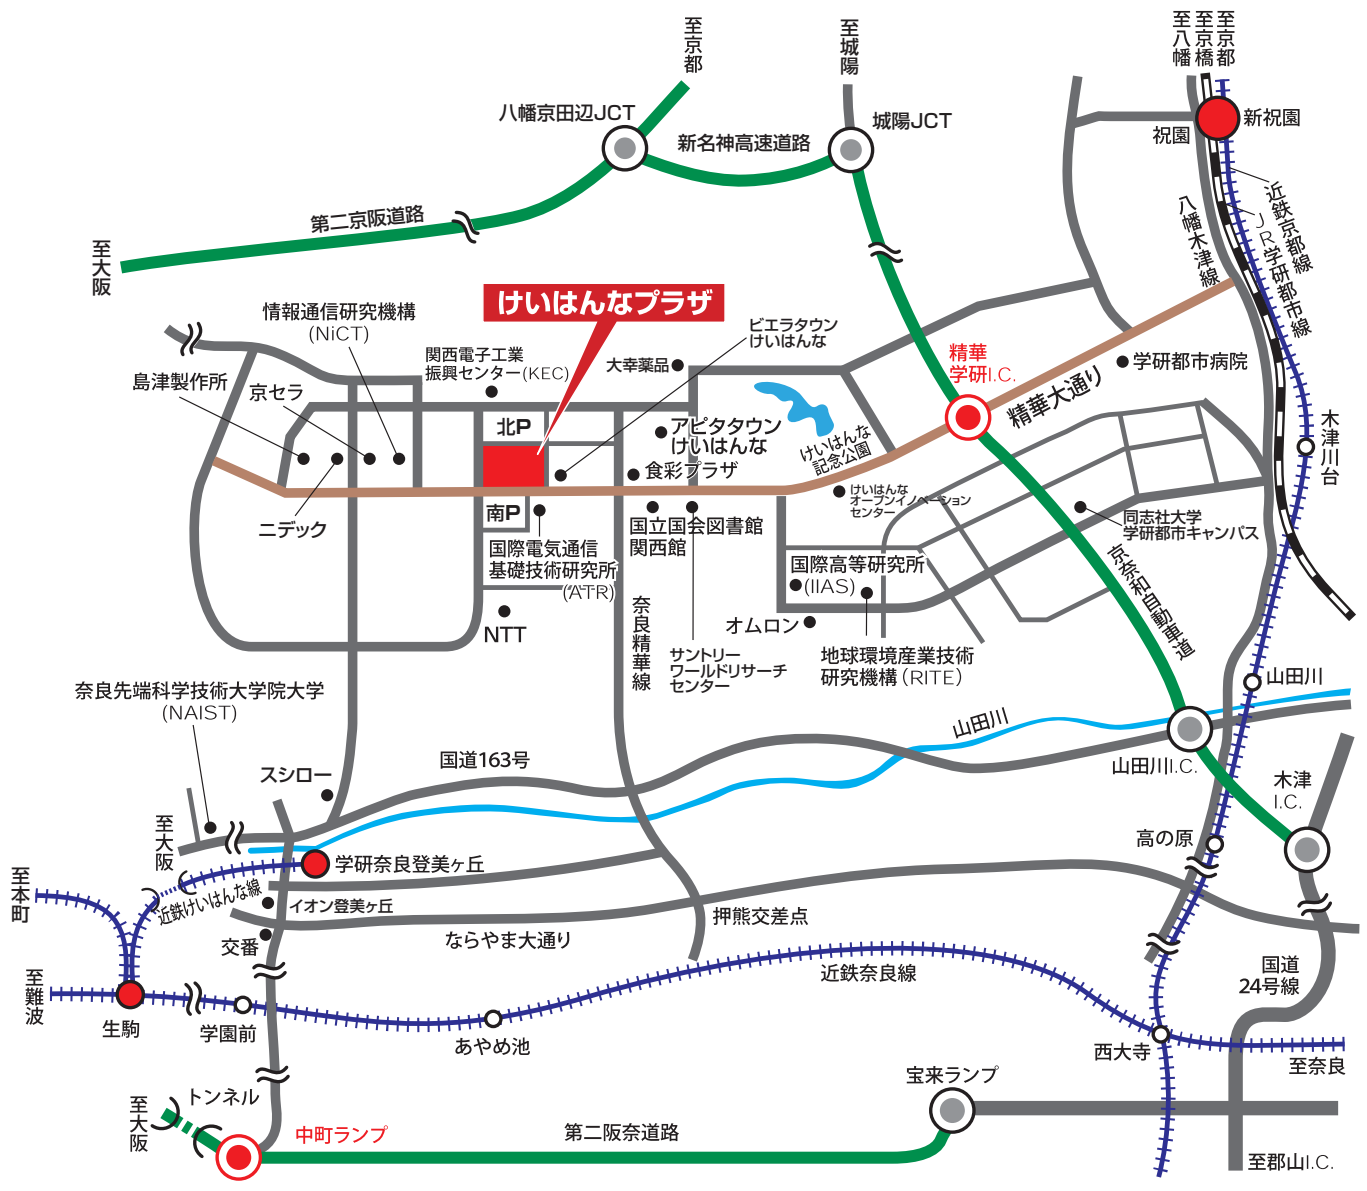 至京都
至城陽
至八幡
至京橋
至京都
八幡京田辺JCT
新名神高速道路
城陽JCT
新祝園
祝園
第二京阪道路
至大阪
近鉄京都線
JR学研都市線
八幡木津線
けいはんなプラザ
情報通信研究機構
(NiCT)
ビエラタウン
けいはんな
関西電子工業
振興センター(KEC)
大幸薬品
精華
学研I.C.
学研都市病院
島津製作所
京セラ
精華大通り
北P
アピタタウン
けいはんな
けいはんな
記念公園
木津川台
食彩プラザ
けいはんな
オープンイノベーション
センター
ニデック
南P
国立国会図書館
関西館
同志社大学
学研都市キャンパス
国際電気通信
基礎技術研究所
(ATR)
国際高等研究所
(IIAS)
京奈和自動車道
NTT
奈良精華線
オムロン
サントリー
ワールドリサーチ
センター
地球環境産業技術
研究機構(RITE)
山田川
奈良先端科学技術大学院大学
(NAIST)
山田川
国道163号
スシロー
山田川I.C.
木津
I.C.
至大阪
高の原
学研奈良登美ヶ丘
至本町
近鉄けいはんな線
イオン登美ヶ丘
押熊交差点
交番
ならやま大通り
近鉄奈良線
国道
24号線
至難波
生駒
学園前
あやめ池
西大寺
至奈良
宝来ランプ
トンネル
至大阪
中町ランプ
第二阪奈道路
至郡山I.C.